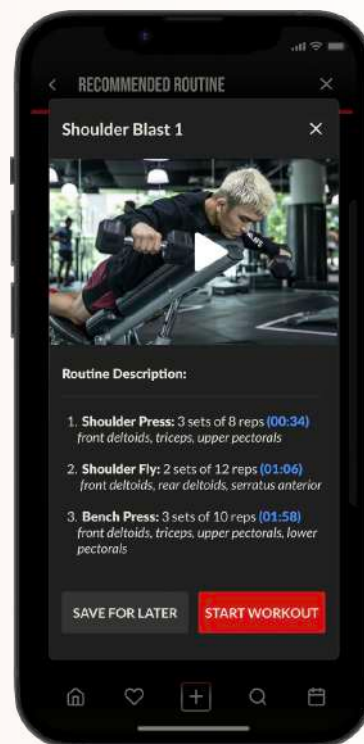 RECOMMENDED ROUTINE
Shoulder Blast 1
Routine Description:
1. Shoulder Press: 3 sets of 8 reps (00:34)
front deltoids, triceps, upper pectorals
2. Shoulder Fly: 2 sets of 12 reps (01:06)
front deltoids, rear deltoids, serratus anterior
3. Bench Press: 3 sets of 10 reps (01:58)
front deltoids, triceps, upper pectorals, lower
pectorals
SAVE FOR LATER
START WORKOUT